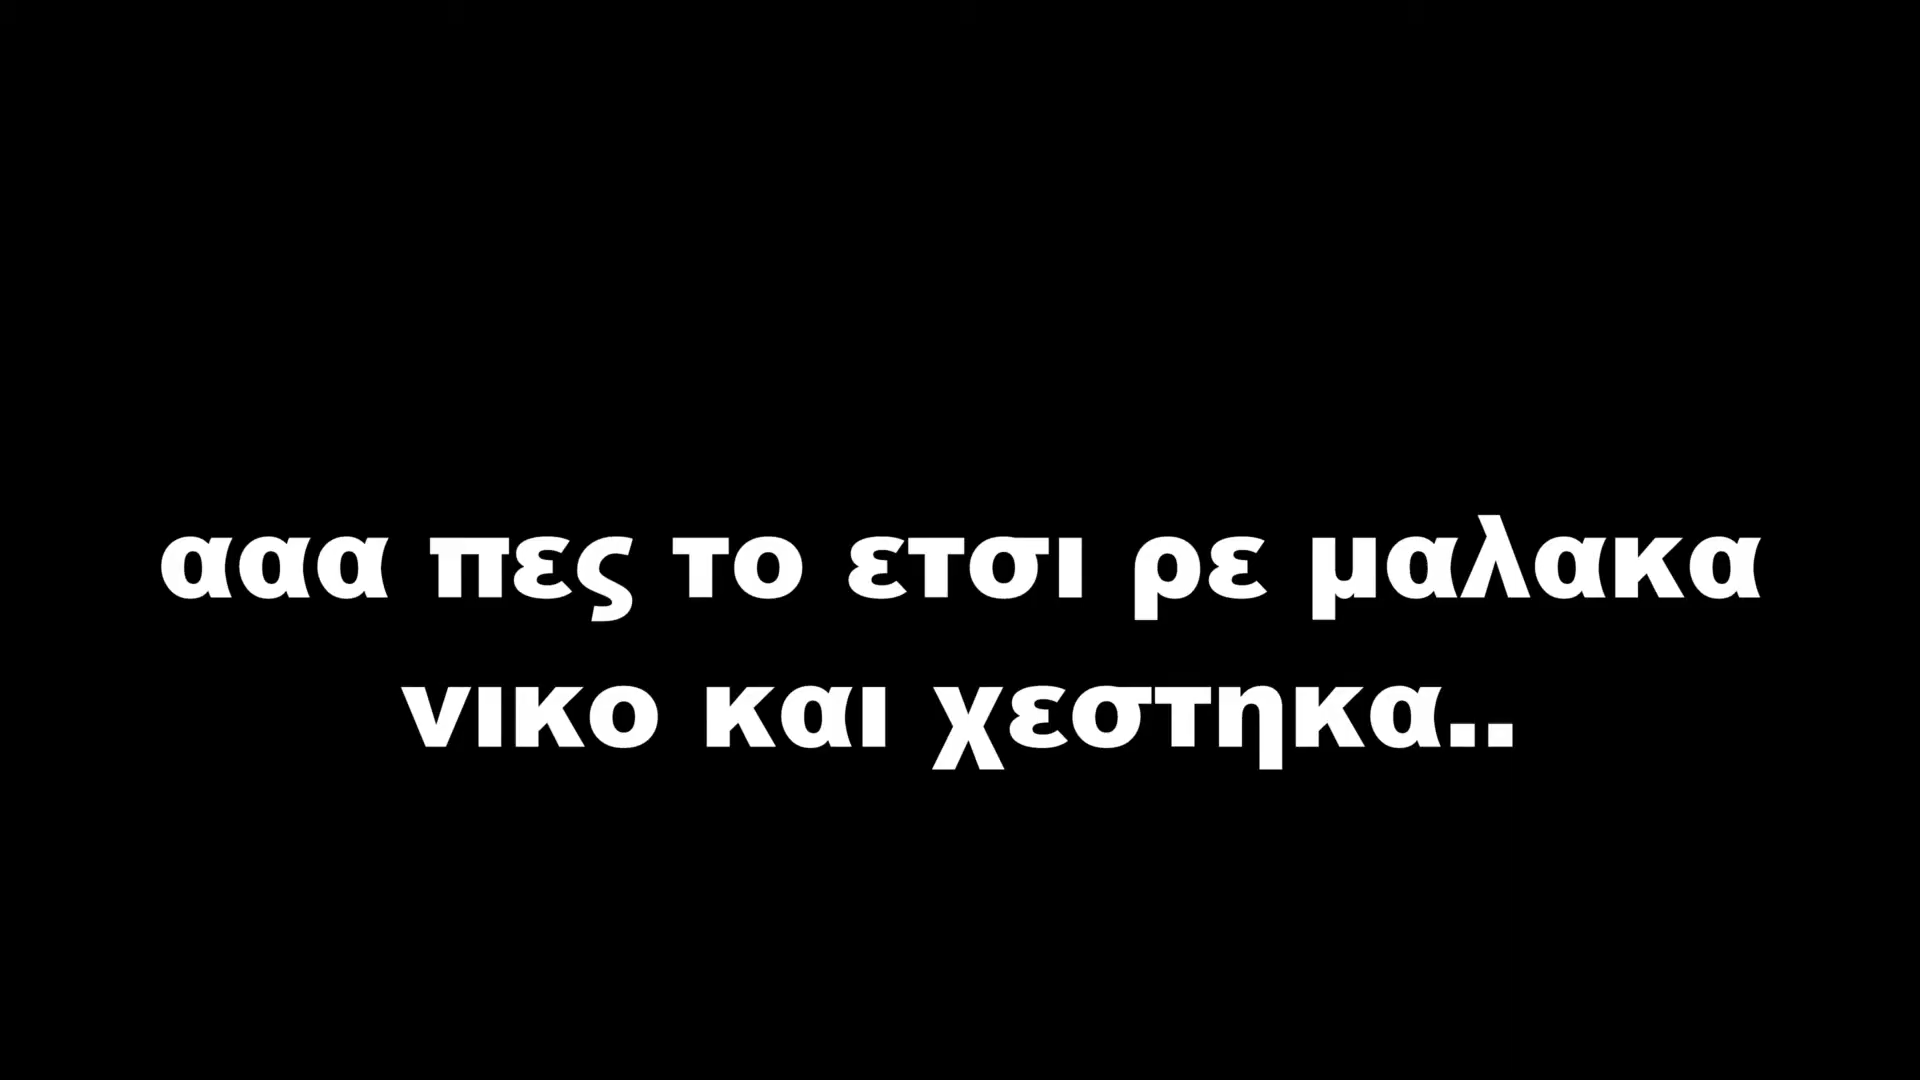 ααα πες το ετσι ρε μαλακα
νικο και χεστηκα..